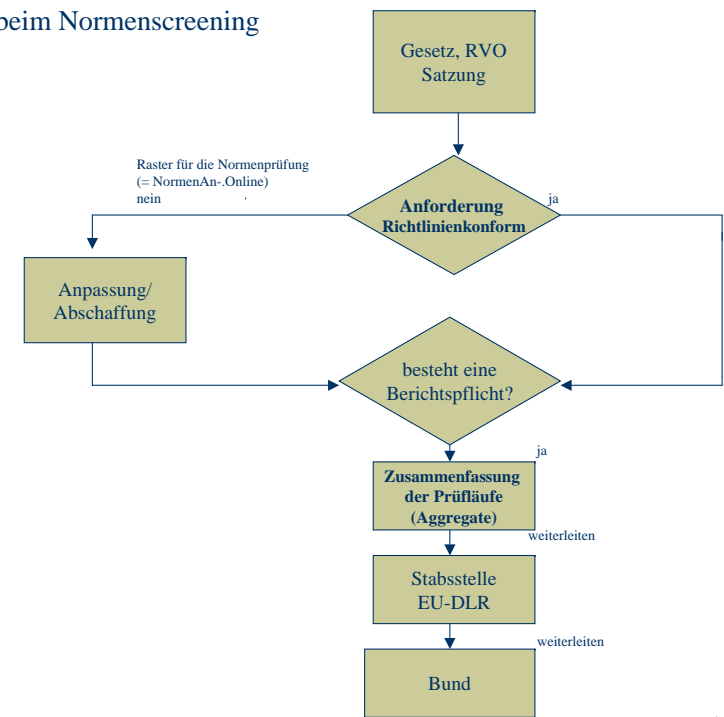 beim Normenscreening
Gesetz, RVO
Satzung
Raster für die Normenprüfung
(= NormenAn-.Online)
nein
Anforderung
Richtlinienkonform
ja
Anpassung/
Abschaffung
besteht eine
Berichtspflicht?
ja
Zusammenfassung
der Prüfläufe
(Aggregate)
weiterleiten
Stabsstelle
EU-DLR
weiterleiten
Bund